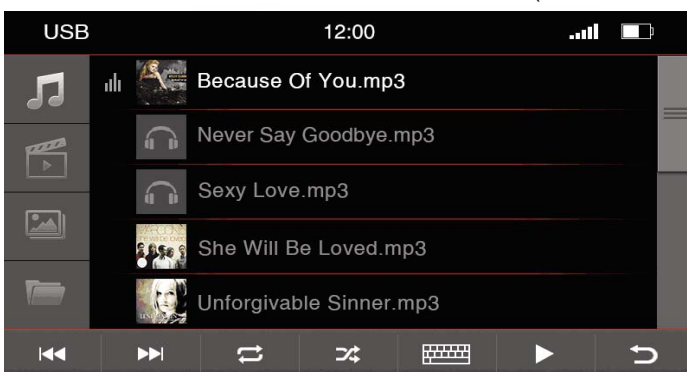 USB 12:00
Because Of You.mp3
Never Say Goodbye.mp3
Sexy Love.mp3
She Will Be Loved.mp3
Unforgivable Sinner.mp3